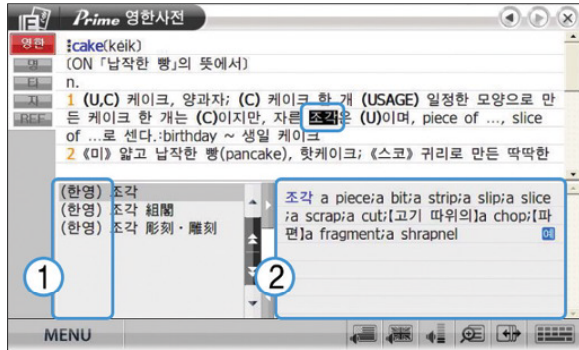 Prime 영한사전
영한
:cake(kéik)
(ON 「납작한 빵」의 뜻에서)
n.
1 (U,C) 케이크, 양과자; (C) 케이크 한 개 (USAGE) 일정한 모양으로 만
든 케이크 한 개는 (C)이지만, 자른 조각은 (U)이며, piece of ..., slice
of ...로 센다.:birthday ~ 생일 케이크
2 《미》 얇고 납작한 빵(pancake), 핫케이크; 《스코》 귀리로 만든 딱딱한
명
타
자
REF
(한영) 조각
(한영) 조각 組閣
(한영) 조각 彫刻·雕刻
1
조각 a piece;a bit;a strip;a slip;a slice
;a scrap;a cut;[고기 따위의]a chop;[파
편]a fragment;a shrapnel
예
2
MENU